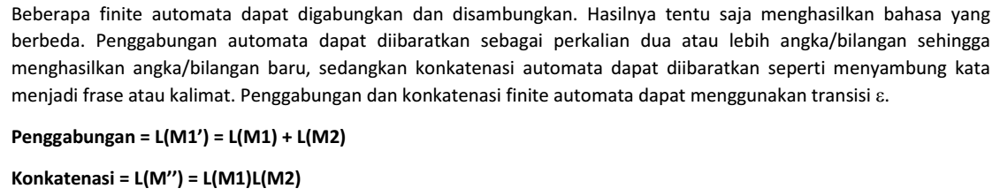 Beberapa finite automata dapat digabungkan dan disambungkan. Hasilnya tentu saja menghasilkan bahasa yang
berbeda. Penggabungan automata dapat diibaratkan sebagai perkalian dua atau lebih angka/bilangan sehingga
menghasilkan angka/bilangan baru, sedangkan konkatenasi automata dapat diibaratkan seperti menyambung kata
menjadi frase atau kalimat. Penggabungan dan konkatenasi finite automata dapat menggunakan transisi ε.
Penggabungan = L(M1’) = L(M1) + L(M2)
Konkatenasi = L(M’’) = L(M1)L(M2)